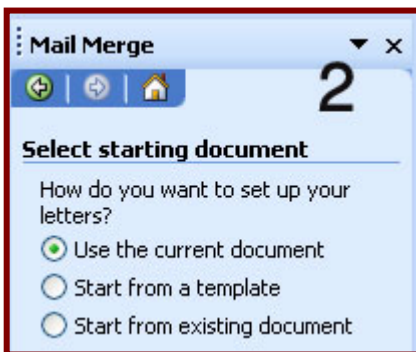 Mail Merge
2
Select starting document
How do you want to set up your
letters?
Use the current document
Start from a template
Start from existing document